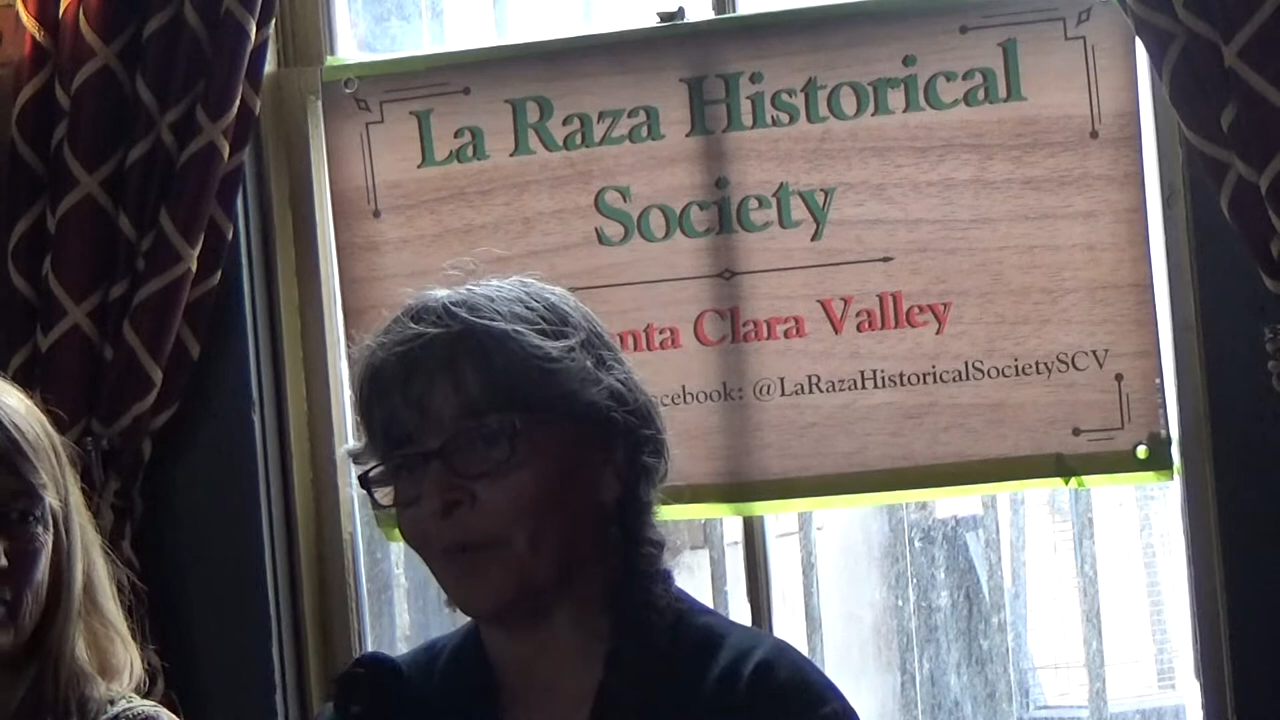 La Raza Historical
Society
nta Clara Valley
cebook: @LaRazaHistoricalSocietySCV